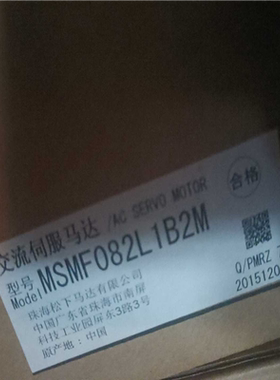 交流伺服马达 /AC SERVO MOTOR
合格
型号
Model MSMF082L1B2M
珠海松下马达有限公司
中国广东省珠海市南屏
科技工业园屏东3路3号
原产地: 中国
Q/PMRZ
2015120